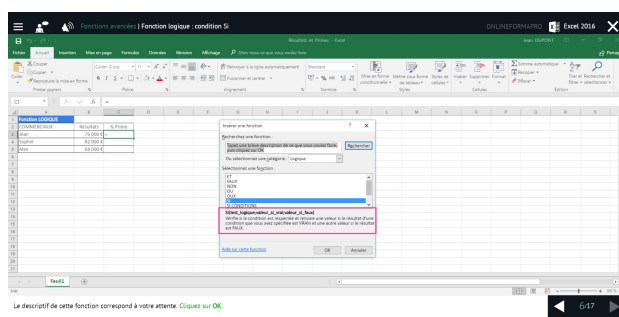 Fonctions avancées | Fonction logique : condition Si
ONLINEFORMAPRO Excel 2016
Résultats et Primes - Excel
Jean DUPONT
Fichier Accueil Insertion Mise en page Formules Données Révision Affichage Dites-nous ce que vous voulez faire
Partag
Couper
Copier
Reproduire la mise en forme
Coller
Calibri (Corp 11
G I S
Renvoyer à la ligne automatiquement
Fusionner et centrer
Standard
Mise en forme conditionnelle
Mettre sous forme de tableau
Styles de cellules
Insérer Supprimer Format
Somme automatique
Recopier
Effacer
Trier et filtrer
Rechercher et sélectionner
Presse-papiers Police Alignement Nombre Styles Cellules Édition
=
A B C D E F
Fonction LOGIQUE
COMMERCIAUX Résultats % Prime
Jean 75 000 € =
Sophie 82 000 €
Alex 68 000 €
Insérer une fonction ? X
Recherchez une fonction :
Tapez une brève description de ce que vous voulez faire, puis cliquez sur OK
Rechercher
Ou sélectionnez une catégorie : Logique
Sélectionnez une fonction :
ET
FAUX
NON
OU
OUX
SI
SI.CONDITIONS
SI(test_logique;valeur_si_vrai;valeur_si_faux)
Vérifie si la condition est respectée et renvoie une valeur si le résultat d'une
condition que vous avez spécifiée est VRAI et une autre valeur si le résultat
est FAUX.
Aide sur cette fonction
OK Annuler
Feuil1
Le descriptif de cette fonction correspond à votre attente. Cliquez sur OK.
6/17